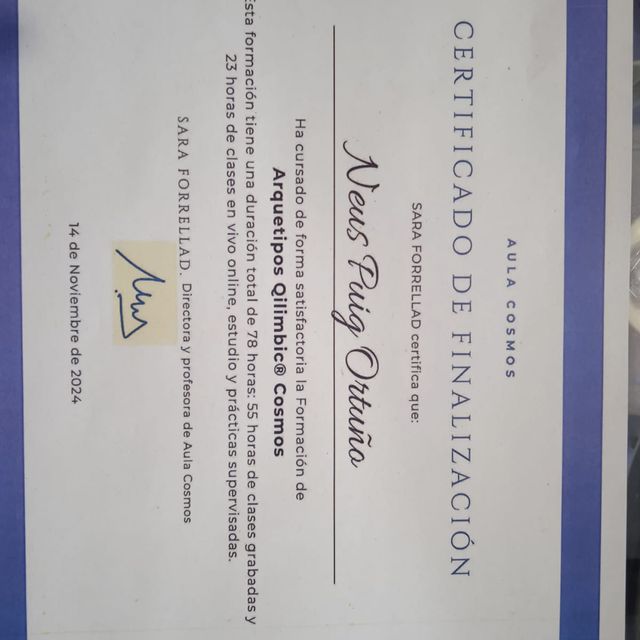 AULA COSMOS
CERTIFICADO DE FINALIZACIÓN
SARA FORRELLAD certifica que:
Neus Puig Ortuño
Ha cursado de forma satisfactoria la Formación de
Arquetipos Qilimbic® Cosmos
Esta formación tiene una duración total de 78 horas: 55 horas de clases grabadas y
23 horas de clases en vivo online, estudio y prácticas supervisadas.
SARA FORRELLAD. Directora y profesora de Aula Cosmos
14 de Noviembre de 2024